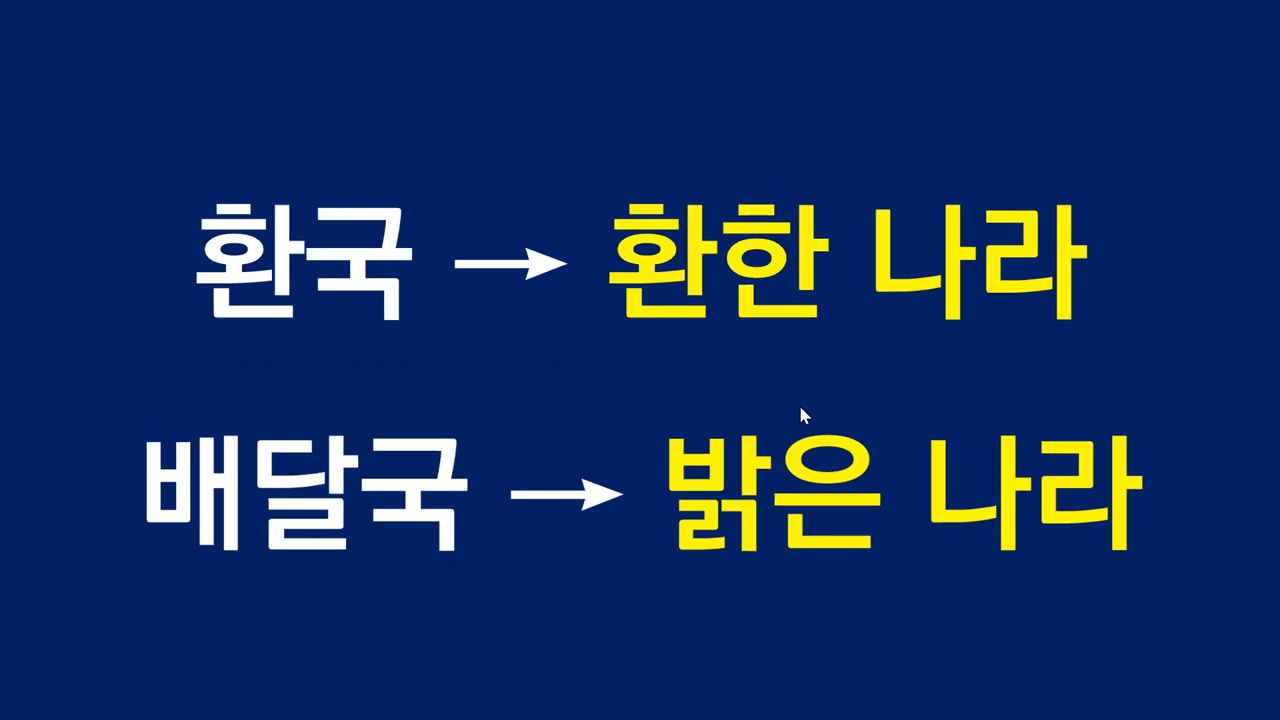 환국 → 환한 나라
배달국 → 밝은 나라